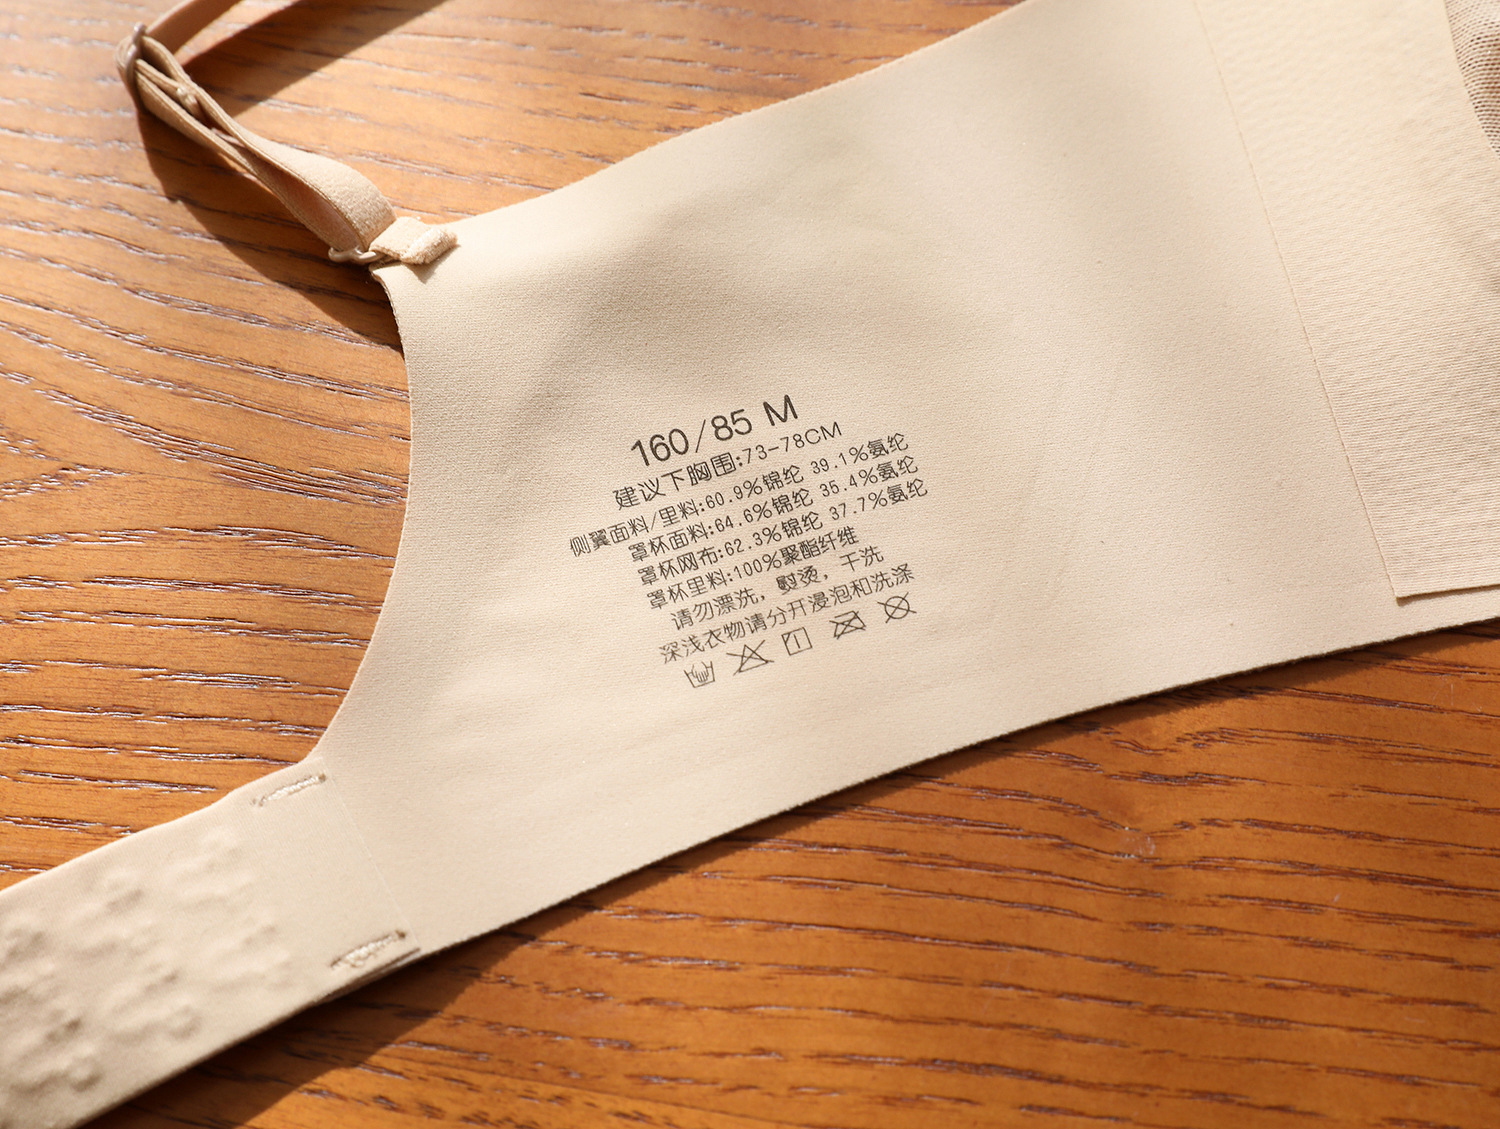 160/85 M
建议下胸围:73-78CM
侧翼面料/里料:60.9%锦纶 39.1%氨纶
罩杯面料:64.6%锦纶 35.4%氨纶
罩杯网布:62.3%锦纶 37.7%氨纶
罩杯里料:100%聚酯纤维
请勿漂洗，熨烫，干洗
深浅衣物请分开浸泡和洗涤